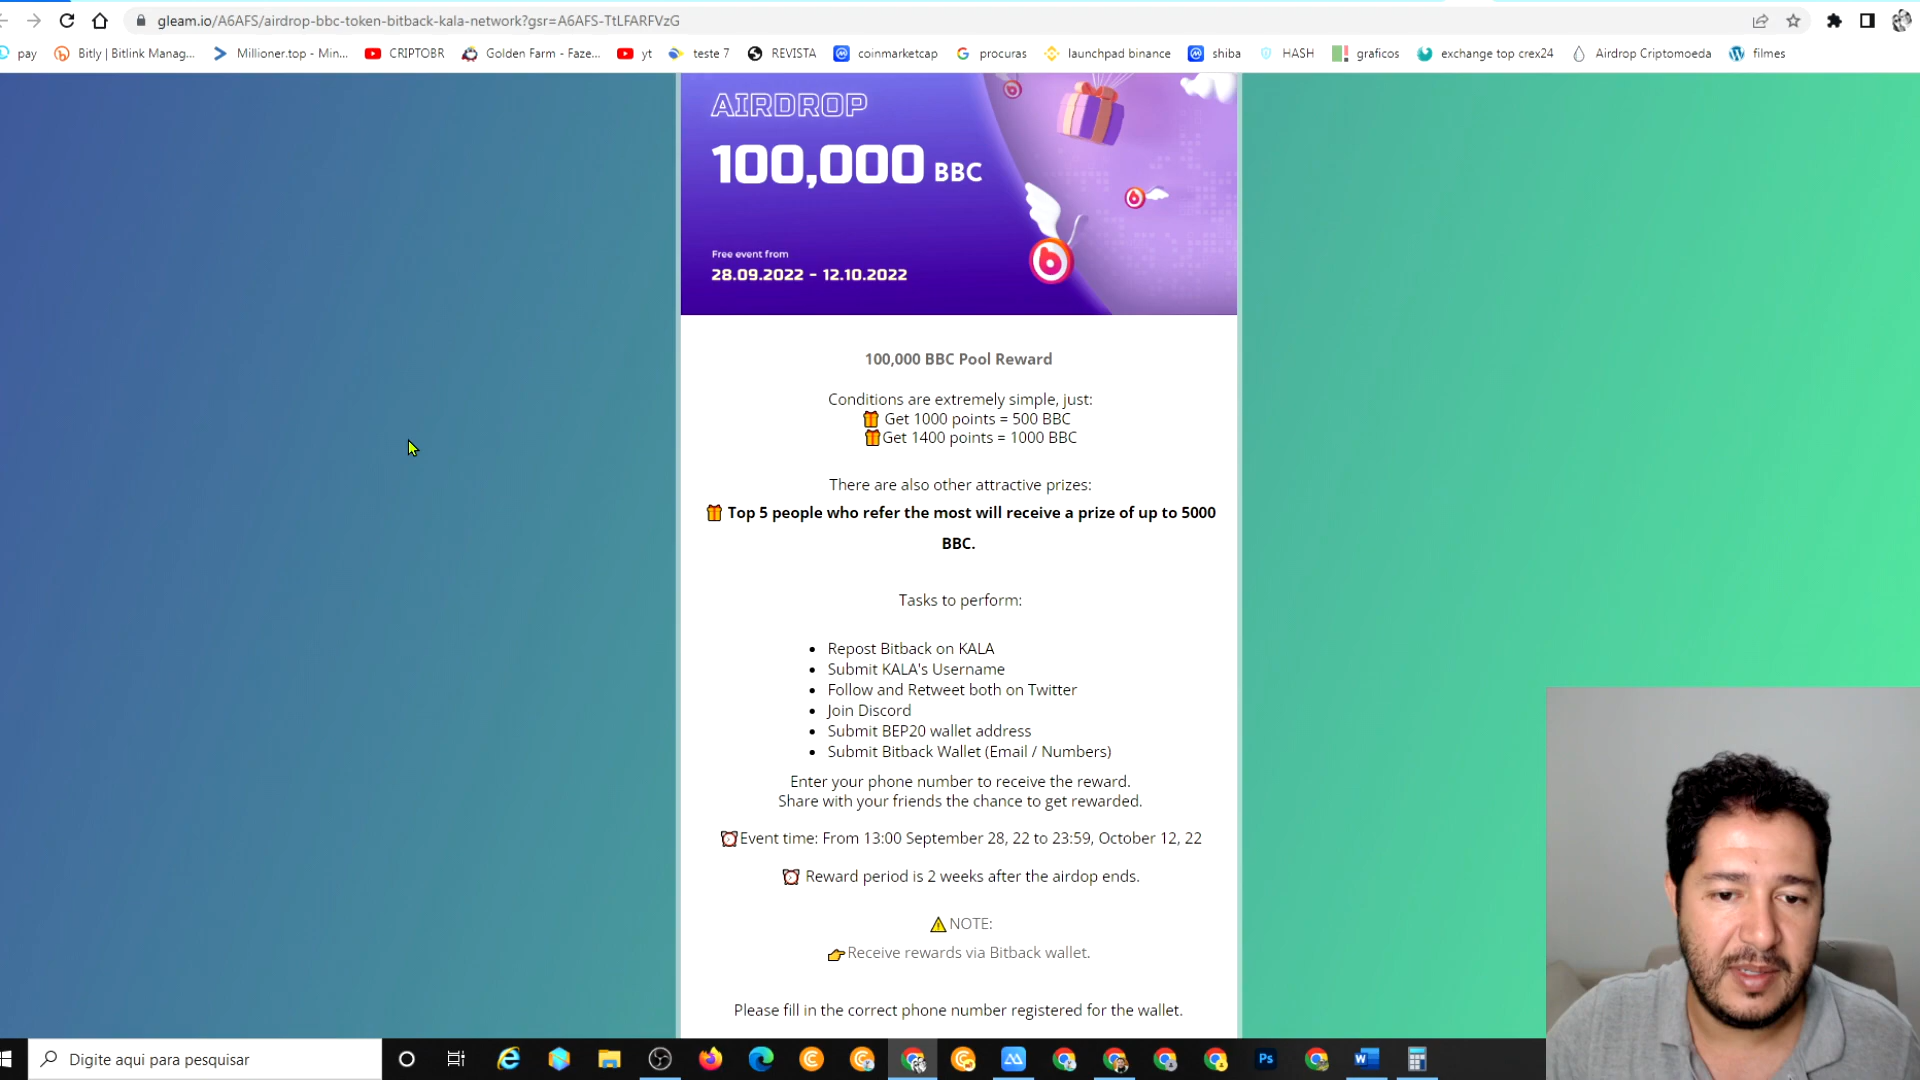 gleam.io/A6AFS/airdrop-bbc-token-bitback-kala-network?gsr=A6AFS-TtLFARFVzG
pay Bitly | Bitlink Manag... Millioner.top - Min... CRIPTOBR Golden Farm - Faze... yt teste 7 REVISTA coinmarketcap procuras launchpad binance shiba HASH graficos exchange top crex24 Airdrop Criptomoeda filmes
AIRDROP
100,000 BBC
Free event from
28.09.2022 - 12.10.2022
100,000 BBC Pool Reward
Conditions are extremely simple, just:
Get 1000 points = 500 BBC
Get 1400 points = 1000 BBC
There are also other attractive prizes:
Top 5 people who refer the most will receive a prize of up to 5000
BBC.
Tasks to perform:
• Repost Bitback on KALA
• Submit KALA's Username
• Follow and Retweet both on Twitter
• Join Discord
• Submit BEP20 wallet address
• Submit Bitback Wallet (Email / Numbers)
Enter your phone number to receive the reward.
Share with your friends the chance to get rewarded.
Event time: From 13:00 September 28, 22 to 23:59, October 12, 22
Reward period is 2 weeks after the airdop ends.
NOTE:
Receive rewards via Bitback wallet.
Please fill in the correct phone number registered for the wallet.
Digite aqui para pesquisar
Ps